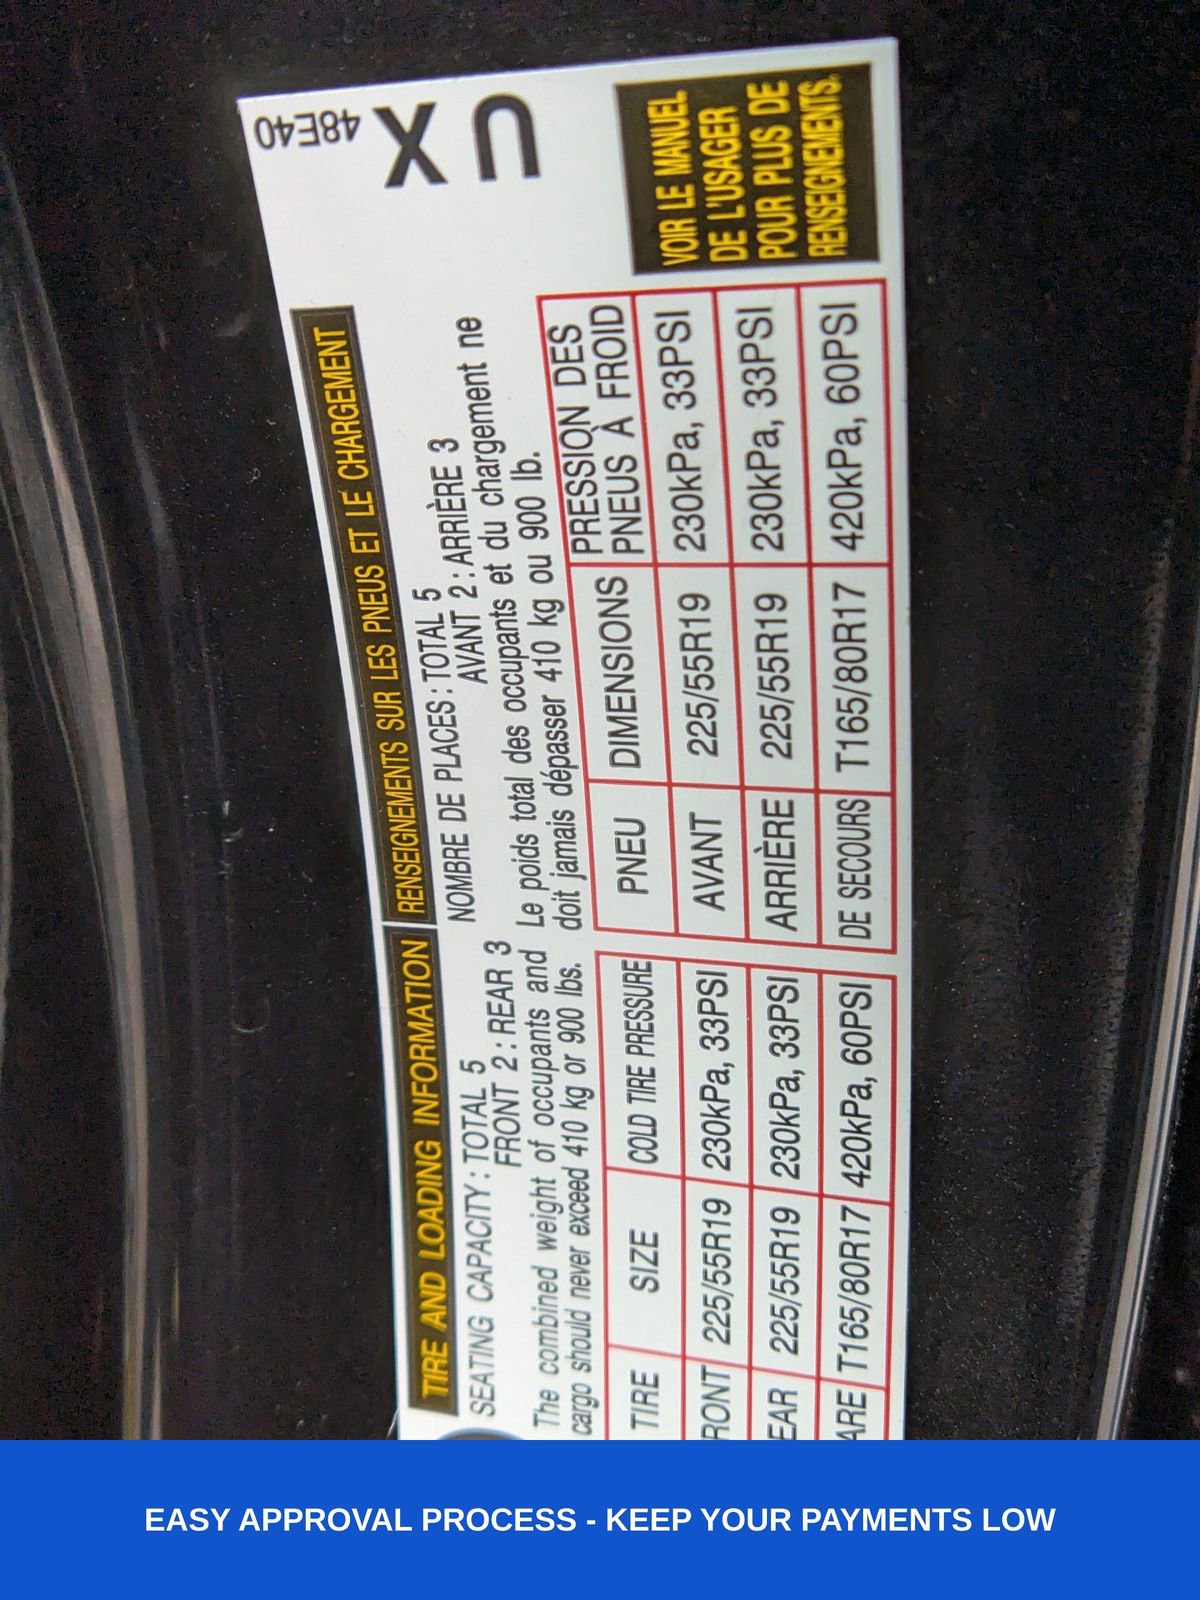 TIRE AND LOADING INFORMATION
SEATING CAPACITY : TOTAL 5
FRONT 2 : REAR 3
The combined weight of occupants and
cargo should never exceed 410 kg or 900 lbs.
TIRE SIZE COLD TIRE PRESSURE
RONT 225/55R19 230kPa, 33PSI
EAR 225/55R19 230kPa, 33PSI
ARE T165/80R17 420kPa, 60PSI
RENSEIGNEMENTS SUR LES PNEUS ET LE CHARGEMENT
NOMBRE DE PLACES : TOTAL 5
AVANT 2 : ARRIÈRE 3
Le poids total des occupants et du chargement ne
doit jamais dépasser 410 kg ou 900 lb.
PNEU DIMENSIONS PRESSION DES
PNEUS À FROID
AVANT 225/55R19 230kPa, 33PSI
ARRIÈRE 225/55R19 230kPa, 33PSI
DE SECOURS T165/80R17 420kPa, 60PSI
48E40
UX
VOIR LE MANUEL
DE L'USAGER
POUR PLUS DE
RENSEIGNEMENTS.
EASY APPROVAL PROCESS - KEEP YOUR PAYMENTS LOW